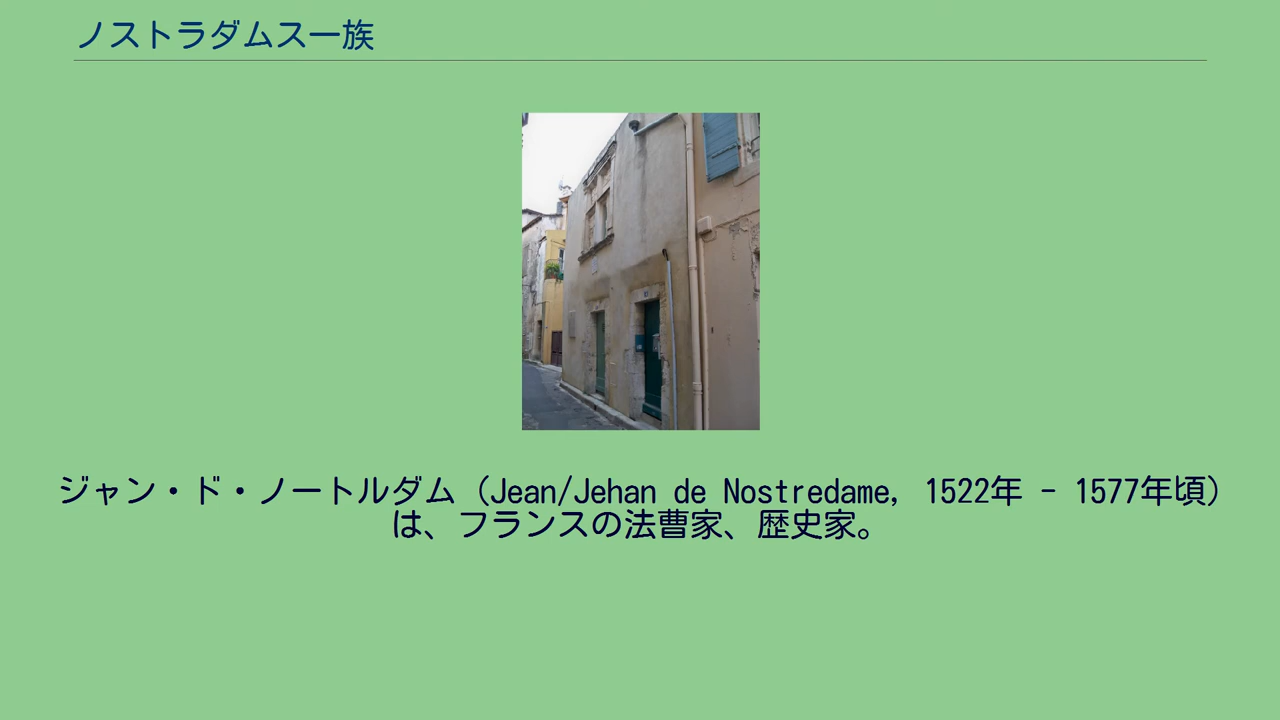 ノストラダムス一族
ジャン・ド・ノートルダム（Jean/Jehan de Nostredame, 1522年 - 1577年頃）
は、フランスの法曹家、歴史家。